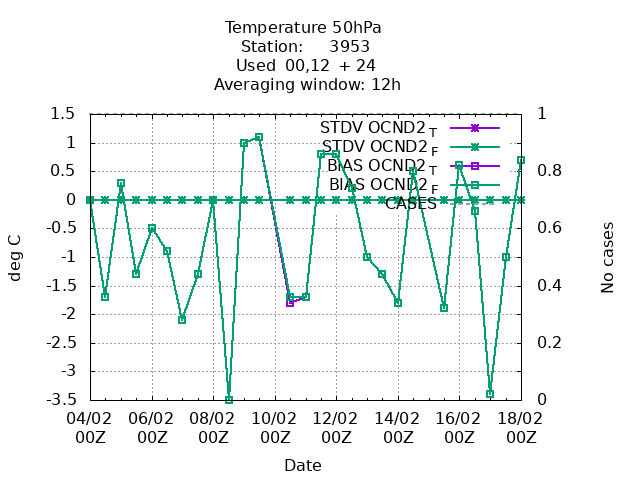 Temperature 50hPa
Station: 3953
Used 00,12 + 24
Averaging window: 12h
STDV OCND2 T
STDV OCND2 F
BIAS OCND2 T
BIAS OCND2 F
CASES
1.5
1
0.5
0
-0.5
-1
-1.5
-2
-2.5
-3
-3.5
deg C
1
0.8
0.6
0.4
0.2
0
No cases
04/02 06/02 08/02 10/02 12/02 14/02 16/02 18/02
00Z 00Z 00Z 00Z 00Z 00Z 00Z 00Z
Date